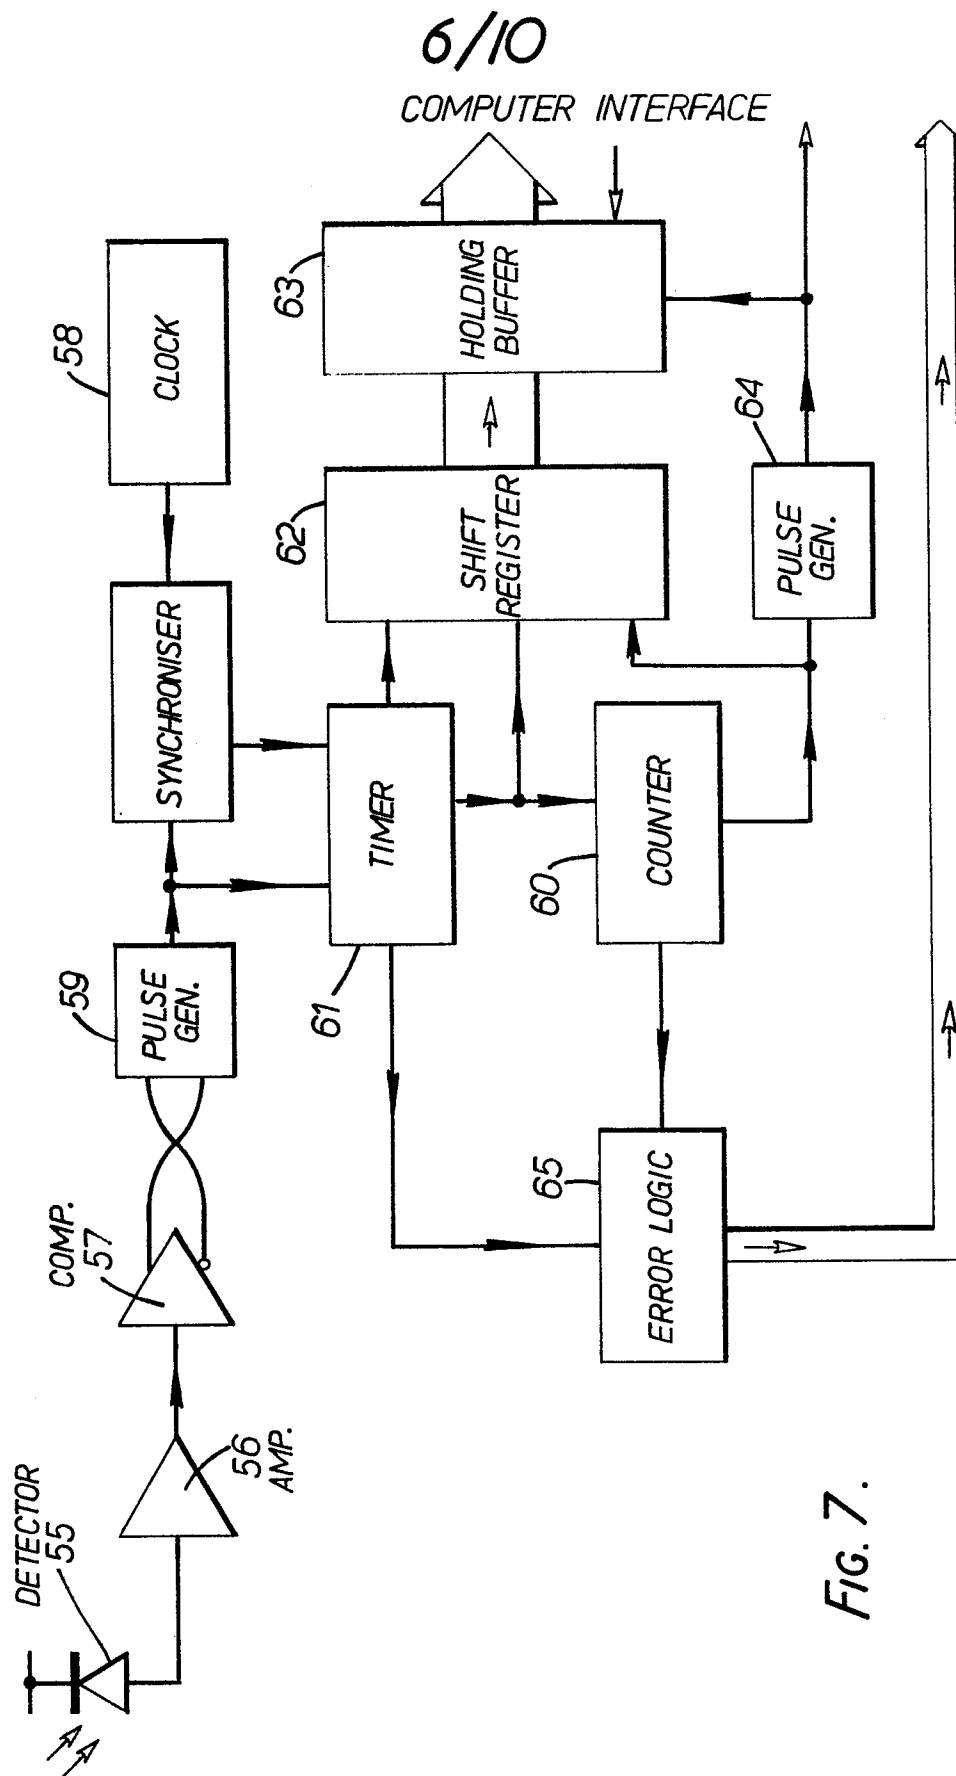 6/10
COMPUTER INTERFACE
DETECTOR
55
56
AMP.
COMP.
57
59
PULSE
GEN.
SYNCHRONISER
58
CLOCK
61
TIMER
62
SHIFT
REGISTER
63
HOLDING
BUFFER
65
ERROR LOGIC
60
COUNTER
64
PULSE
GEN.
FIG. 7.